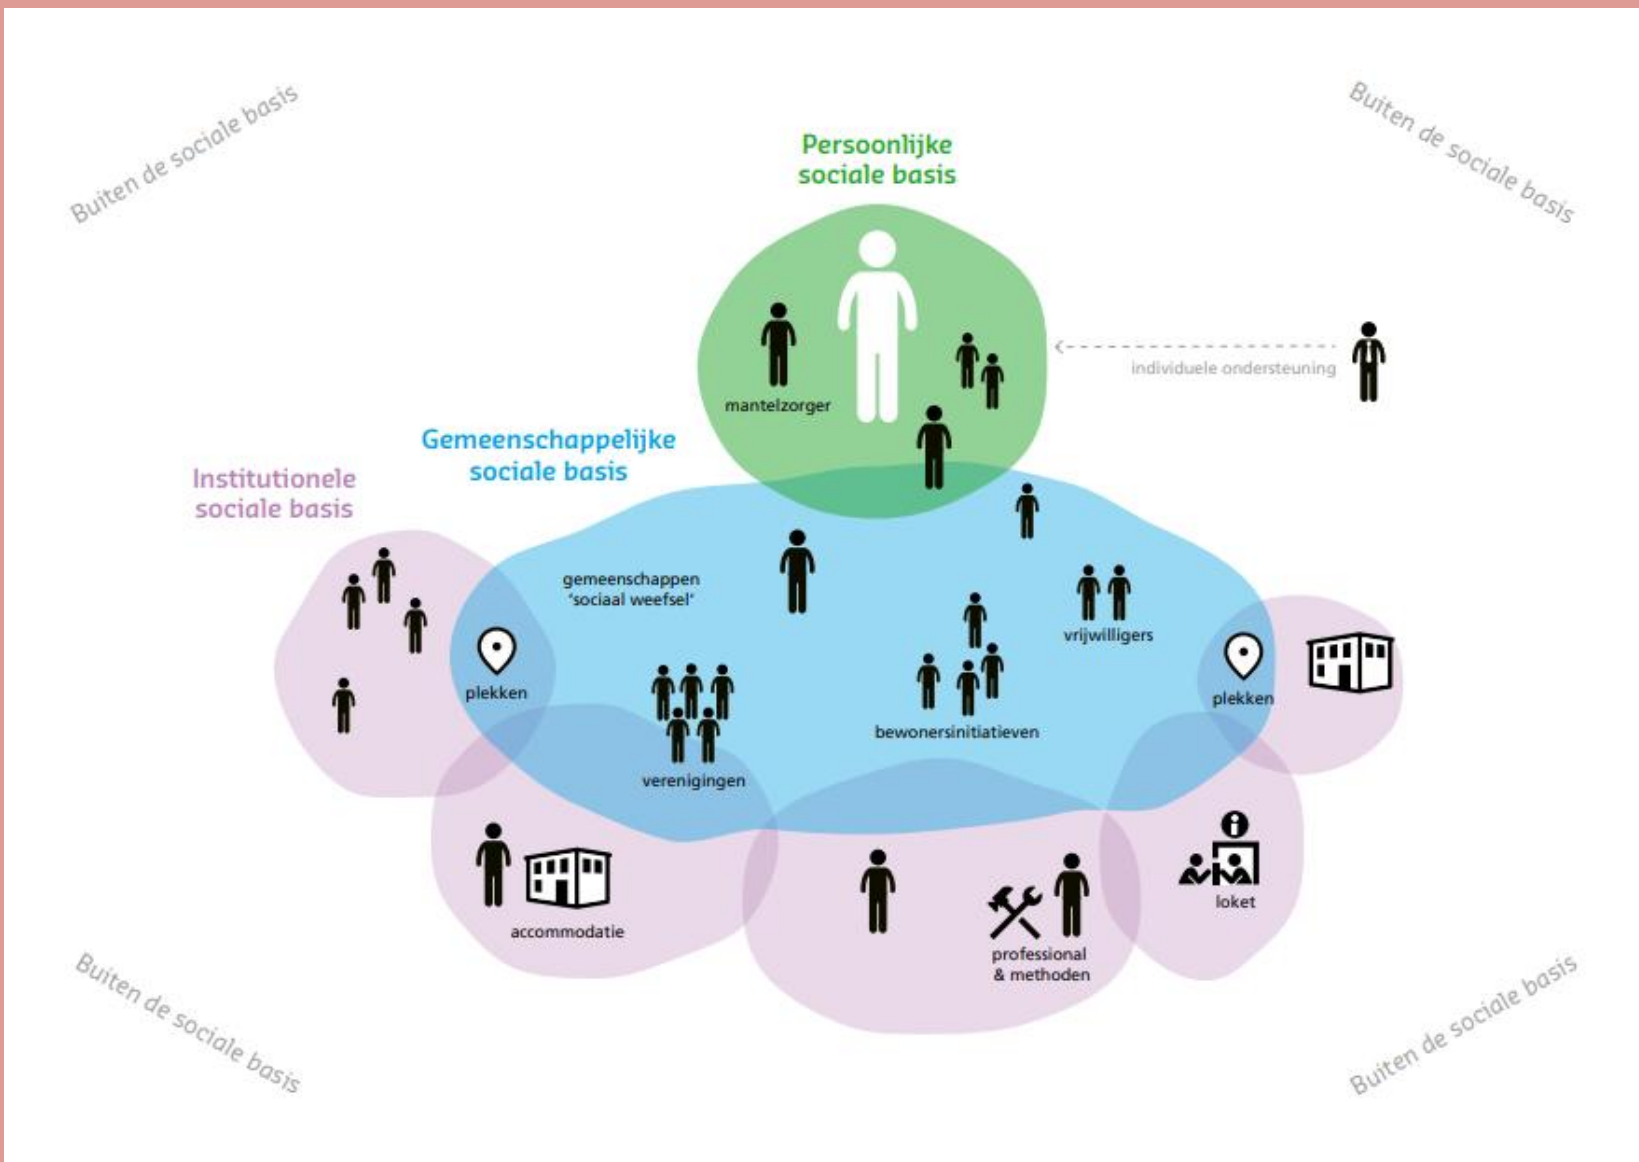 Buiten de sociale basis
Buiten de sociale basis
Persoonlijke
sociale basis
individuele ondersteuning
mantelzorger
Gemeenschappelijke
sociale basis
Institutionele
sociale basis
gemeenschappen
'sociaal weefsel'
vrijwilligers
plekken
plekken
bewonersinitiatieven
verenigingen
loket
accommodatie
professional
& methoden
Buiten de sociale basis
Buiten de sociale basis